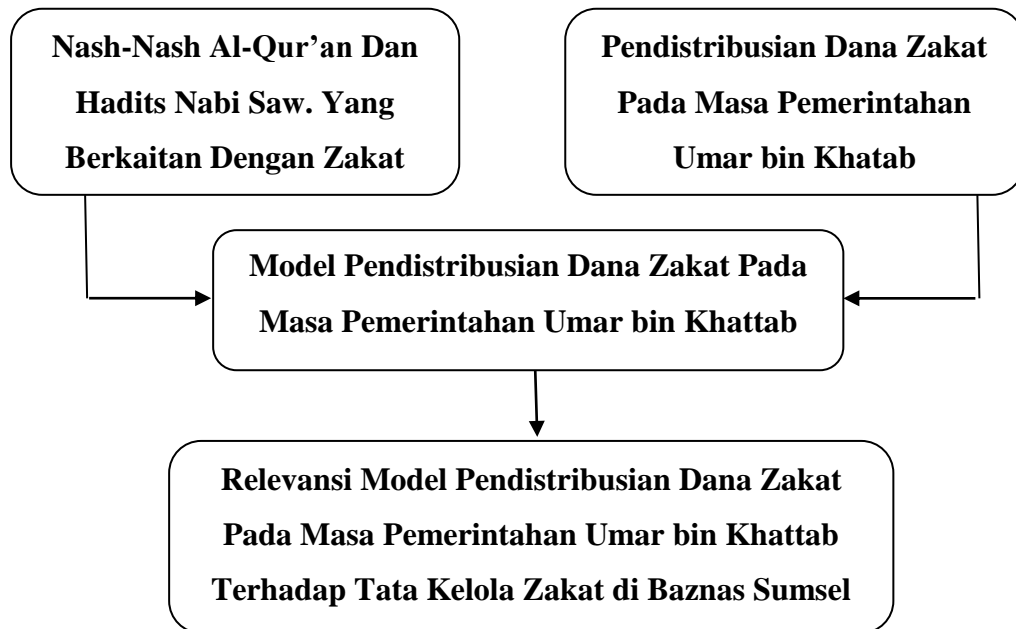 Nash-Nash Al-Qur’an Dan
Hadits Nabi Saw. Yang
Berkaitan Dengan Zakat
Pendistribusian Dana Zakat
Pada Masa Pemerintahan
Umar bin Khatab
Model Pendistribusian Dana Zakat Pada
Masa Pemerintahan Umar bin Khattab
Relevansi Model Pendistribusian Dana Zakat
Pada Masa Pemerintahan Umar bin Khattab
Terhadap Tata Kelola Zakat di Baznas Sumsel